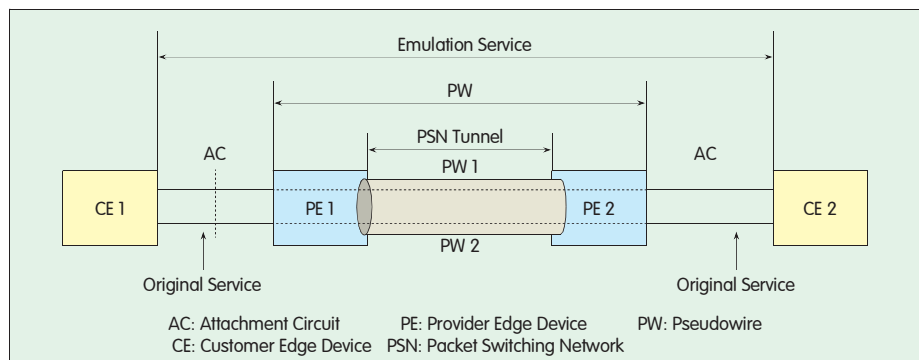 Emulation Service
PW
PSN Tunnel
AC
PW 1
AC
CE 1
PE 1
PE 2
CE 2
PW 2
Original Service
Original Service
AC: Attachment Circuit PE: Provider Edge Device PW: Pseudowire
CE: Customer Edge Device PSN: Packet Switching Network